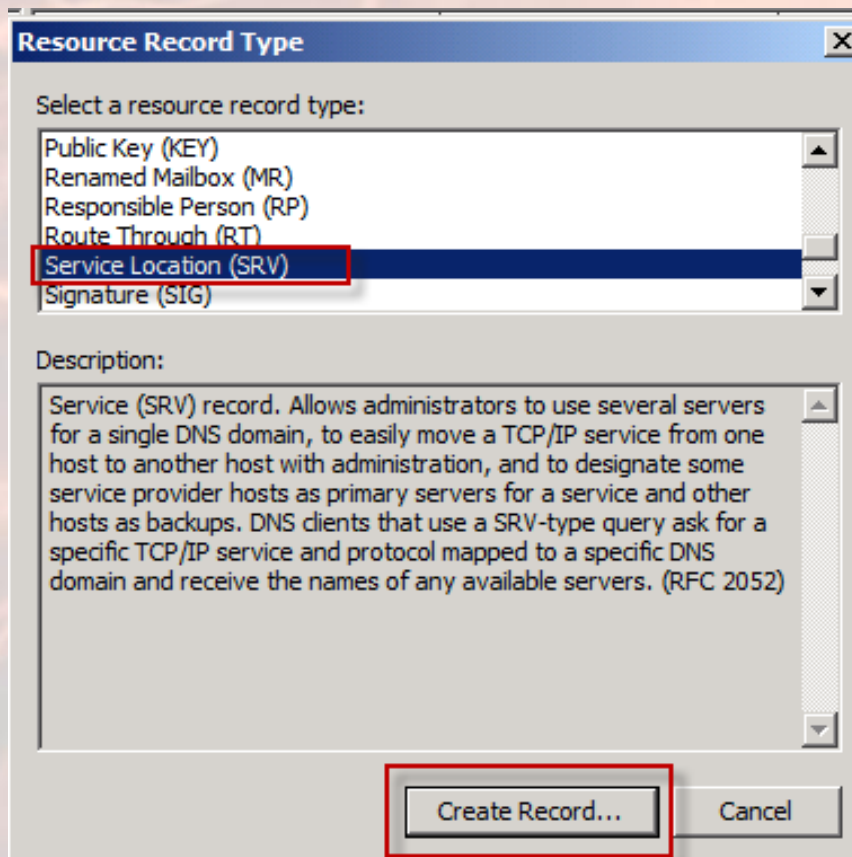 Resource Record Type
Select a resource record type:
Public Key (KEY)
Renamed Mailbox (MR)
Responsible Person (RP)
Route Through (RT)
Service Location (SRV)
Signature (SIG)
Description:
Service (SRV) record. Allows administrators to use several servers
for a single DNS domain, to easily move a TCP/IP service from one
host to another host with administration, and to designate some
service provider hosts as primary servers for a service and other
hosts as backups. DNS clients that use a SRV-type query ask for a
specific TCP/IP service and protocol mapped to a specific DNS
domain and receive the names of any available servers. (RFC 2052)
Create Record...
Cancel